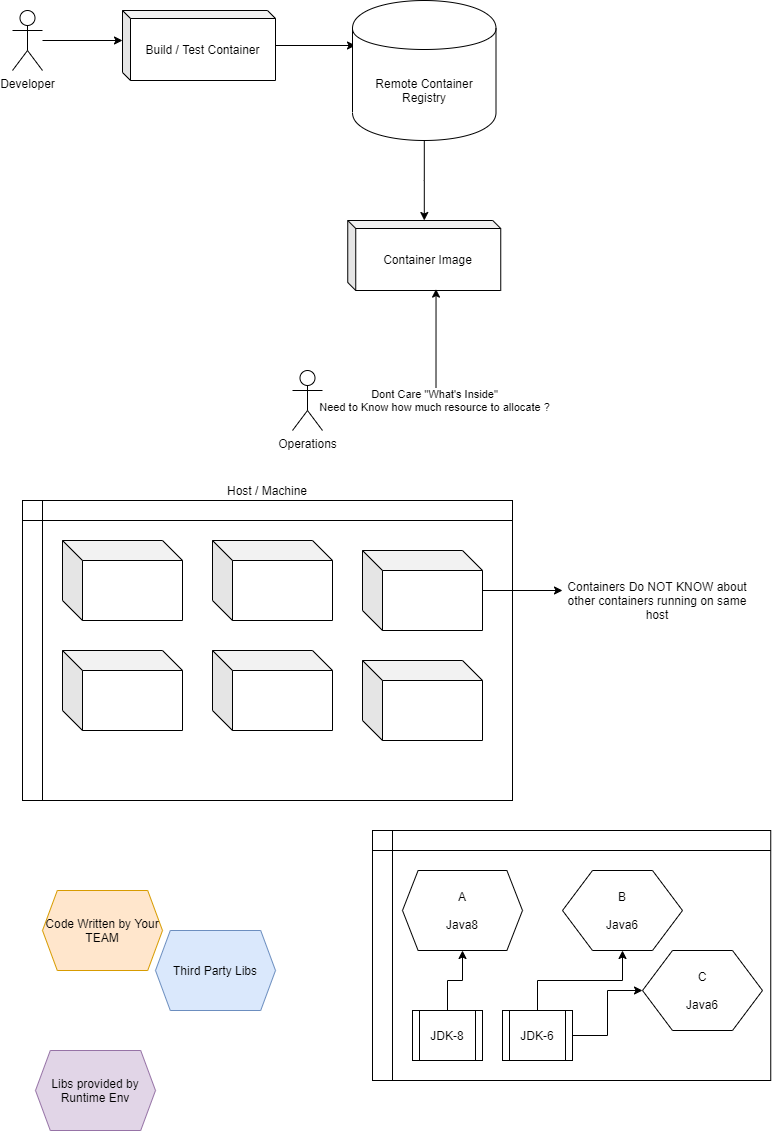 Developer
Build / Test Container
Remote Container
Registry
Container Image
Dont Care "What's Inside"
Need to Know how much resource to allocate ?
Operations
Host / Machine
Containers Do NOT KNOW about
other containers running on same
host
Code Written by Your
TEAM
Third Party Libs
Libs provided by
Runtime Env
A
Java8
B
Java6
C
Java6
JDK-8
JDK-6